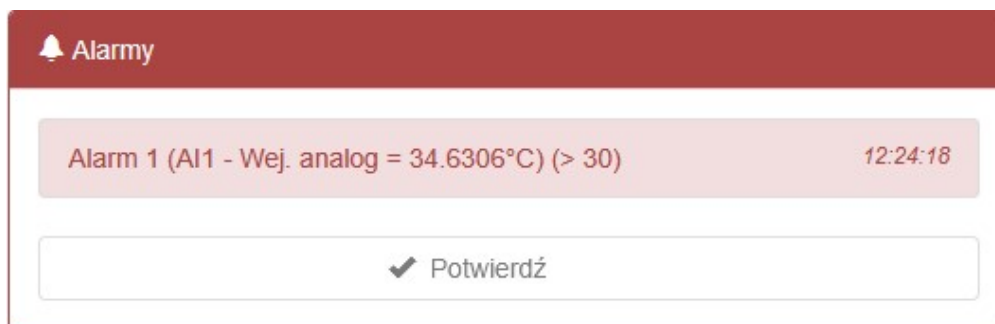 Alarmy
Alarm 1 (AI1 - Wej. analog = 34.6306°C) (> 30) 12:24:18
Potwierdź